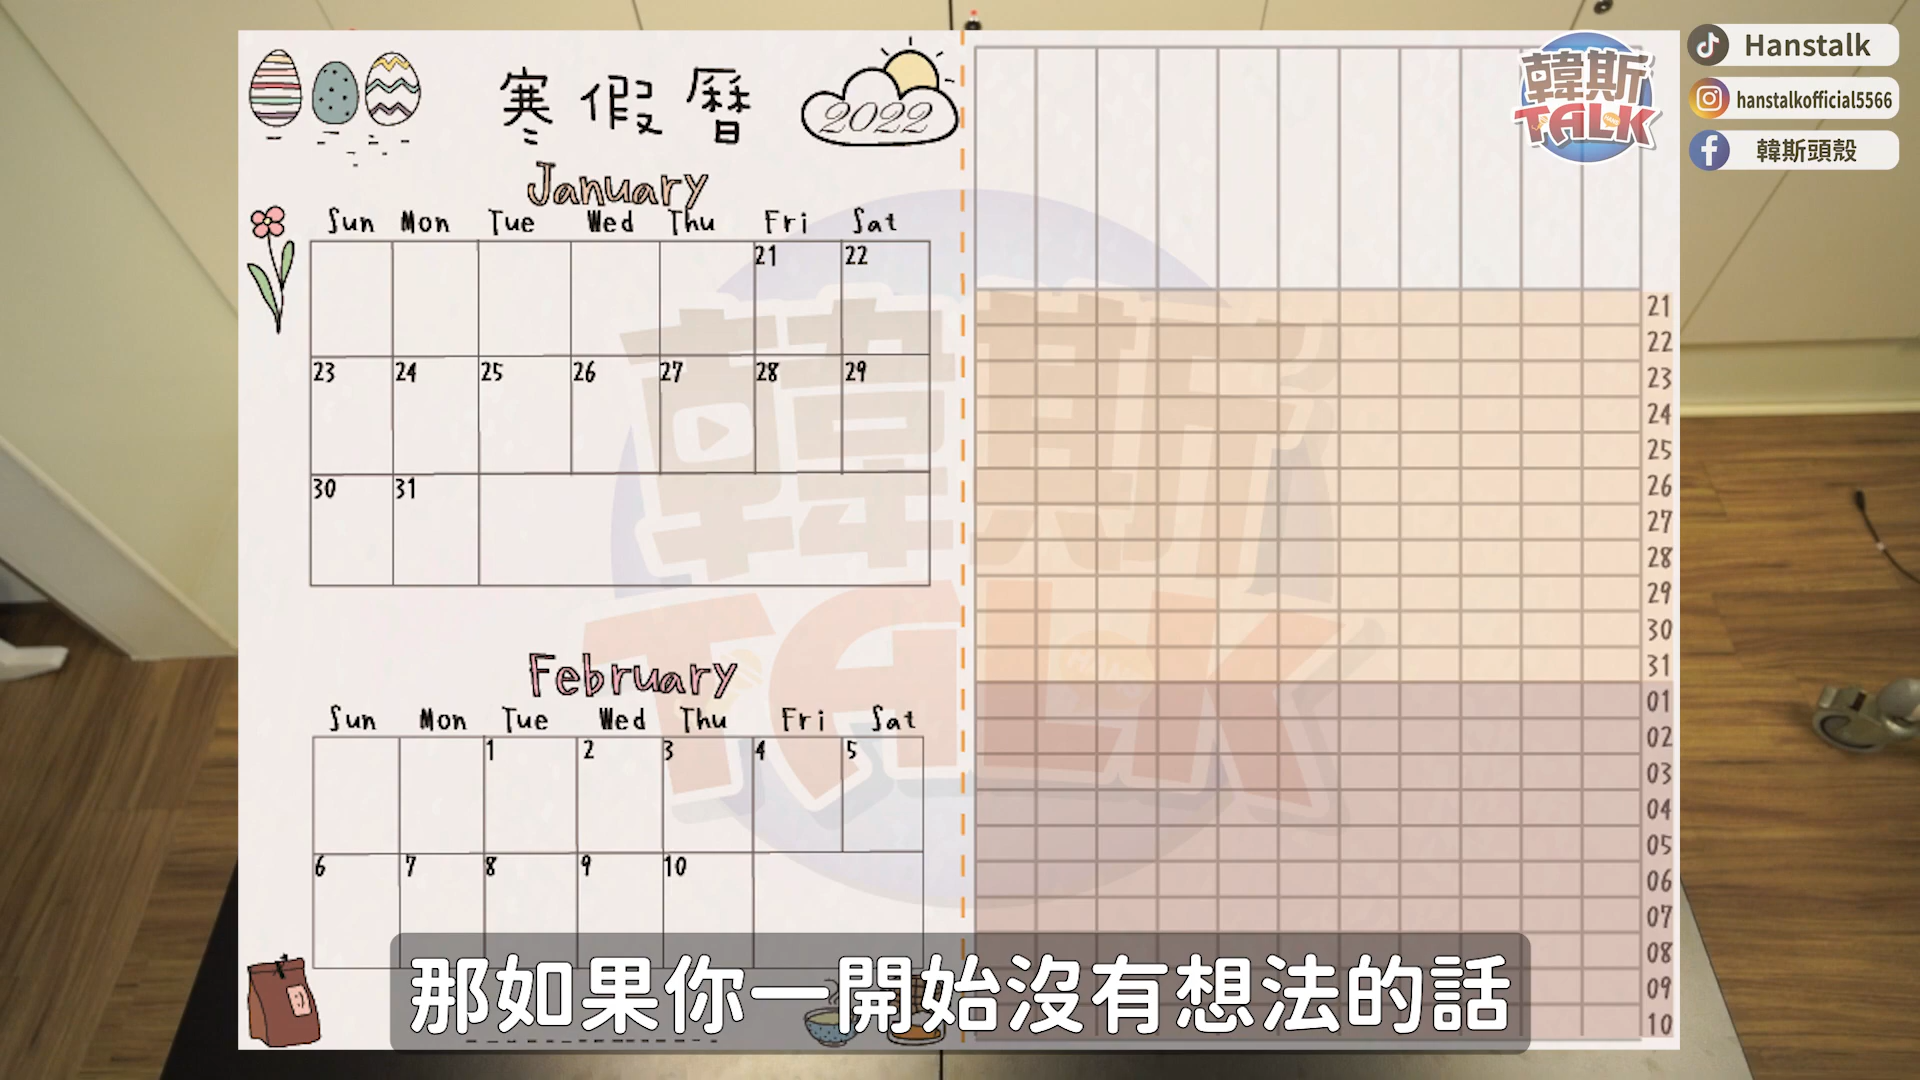 寒假曆
2022
January
Sun Mon Tue Wed Thu Fri Sat
21 22
23 24 25 26 27 28 29
30 31
February
Sun Mon Tue Wed Thu Fri Sat
1 2 3 4 5
6 7 8 9 10
21
22
23
24
25
26
27
28
29
30
31
01
02
03
04
05
06
07
08
09
10
韓斯
TALK
韓斯
TALK
Hanstalk
hanstalkofficial5566
韓斯頭殼
那如果你一開始沒有想法的話